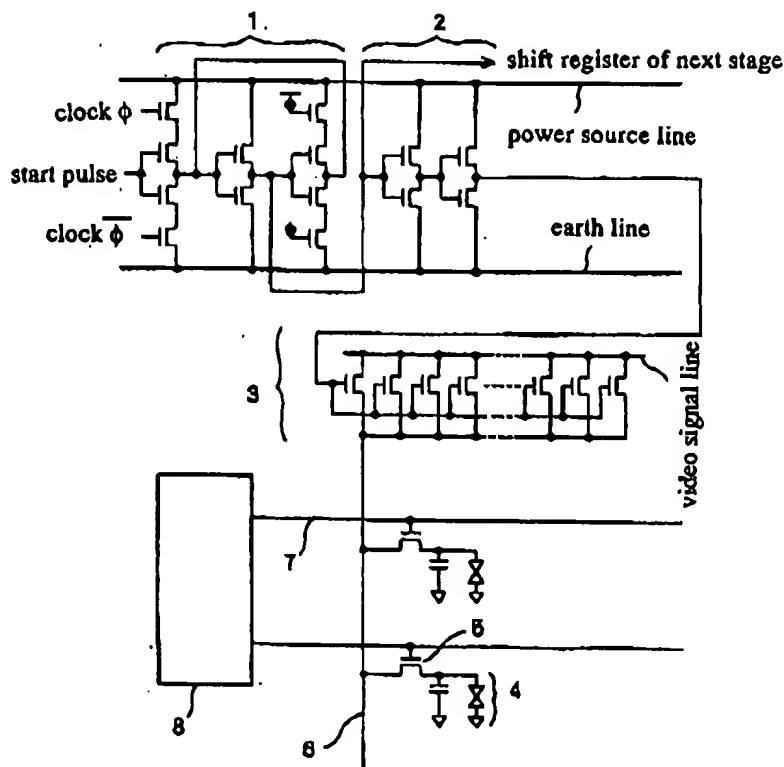 1
2
shift register of next stage
clock ϕ
ϕ̅
power source line
start pulse
clock ϕ̅
ϕ
earth line
3
video signal line
7
5
4
8
6